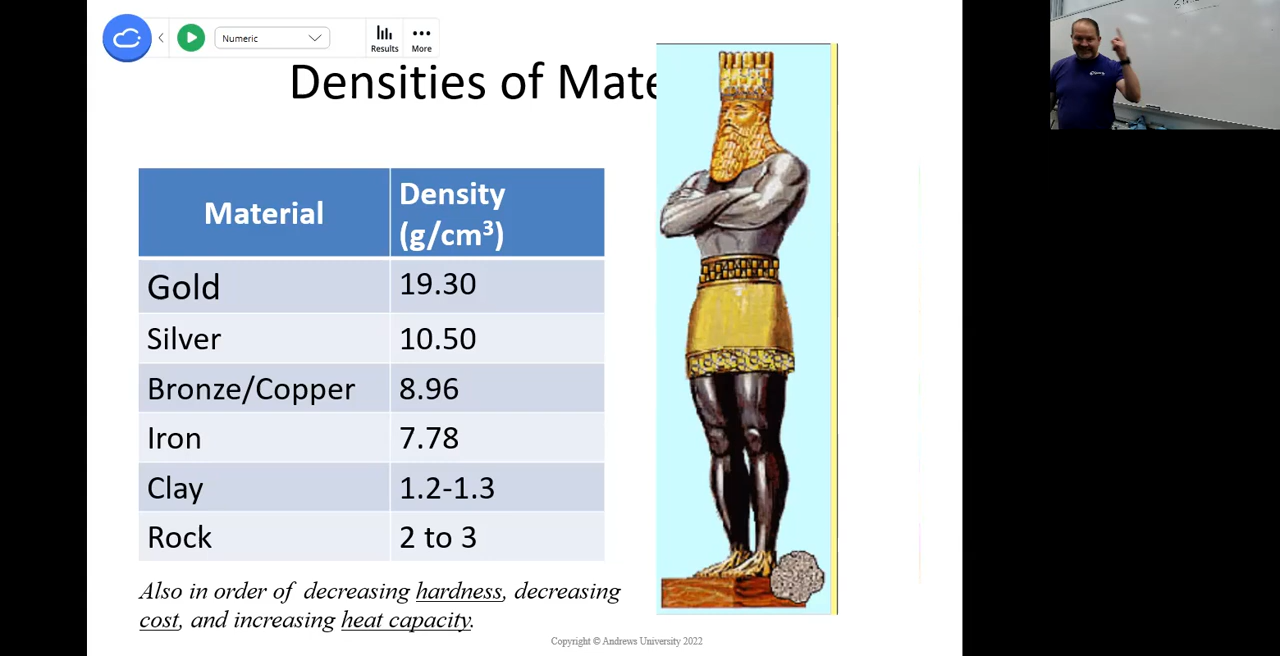 Numeric
Results
More
Densities of Mate
Material
Density
(g/cm³)
Gold
19.30
Silver
10.50
Bronze/Copper
8.96
Iron
7.78
Clay
1.2-1.3
Rock
2 to 3
Also in order of decreasing hardness, decreasing
cost, and increasing heat capacity.
Copyright © Andrews University 2022